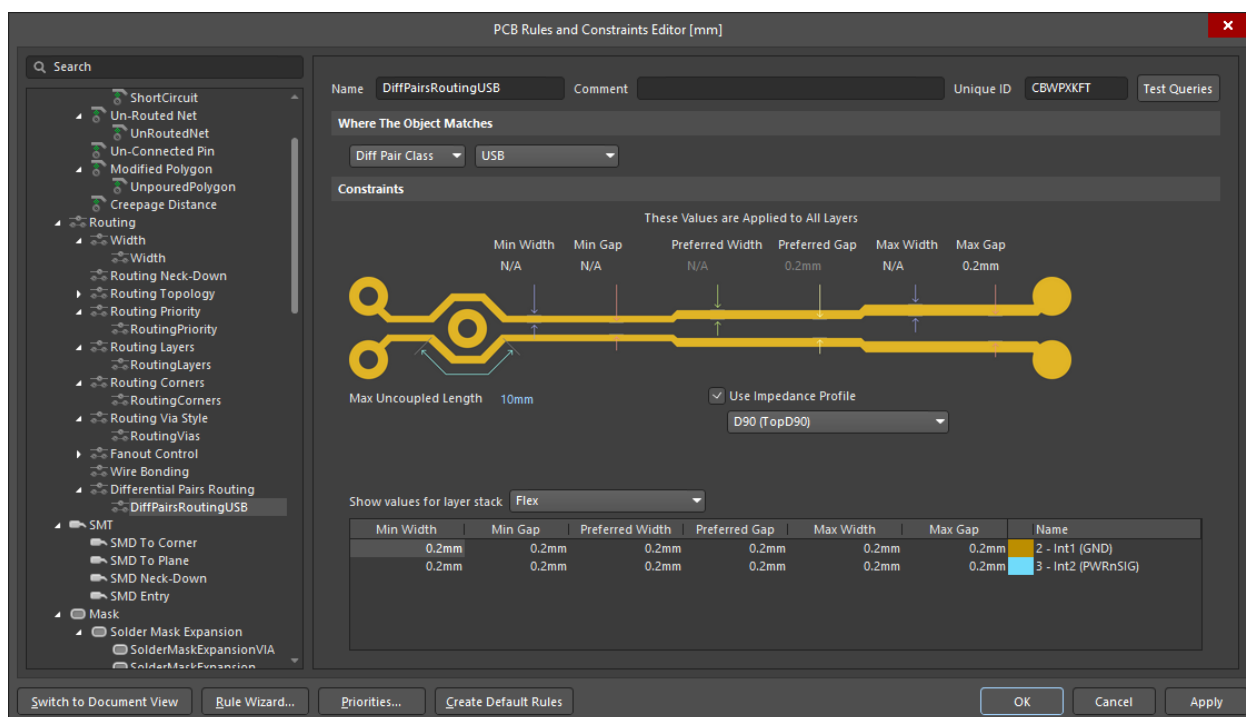 PCB Rules and Constraints Editor [mm]
Search
ShortCircuit
Un-Routed Net
UnRoutedNet
Un-Connected Pin
Modified Polygon
UnpouredPolygon
Creepage Distance
Routing
Width
Width
Routing Neck-Down
Routing Topology
Routing Priority
RoutingPriority
Routing Layers
RoutingLayers
Routing Corners
RoutingCorners
Routing Via Style
RoutingVias
Fanout Control
Wire Bonding
Differential Pairs Routing
DiffPairsRoutingUSB
SMT
SMD To Corner
SMD To Plane
SMD Neck-Down
SMD Entry
Mask
Solder Mask Expansion
SolderMaskExpansionVIA
SolderMaskExpansion
Name DiffPairsRoutingUSB Comment Unique ID CBWPXKFT Test Queries
Where The Object Matches
Diff Pair Class USB
Constraints
These Values are Applied to All Layers
Min Width Min Gap Preferred Width Preferred Gap Max Width Max Gap
N/A N/A N/A 0.2mm N/A 0.2mm
Max Uncoupled Length 10mm
Use Impedance Profile
D90 (TopD90)
Show values for layer stack Flex
Min Width Min Gap Preferred Width Preferred Gap Max Width Max Gap Name
0.2mm 0.2mm 0.2mm 0.2mm 0.2mm 0.2mm 2 - Int1 (GND)
0.2mm 0.2mm 0.2mm 0.2mm 0.2mm 0.2mm 3 - Int2 (PWRnSIG)
Switch to Document View Rule Wizard... Priorities... Create Default Rules OK Cancel Apply